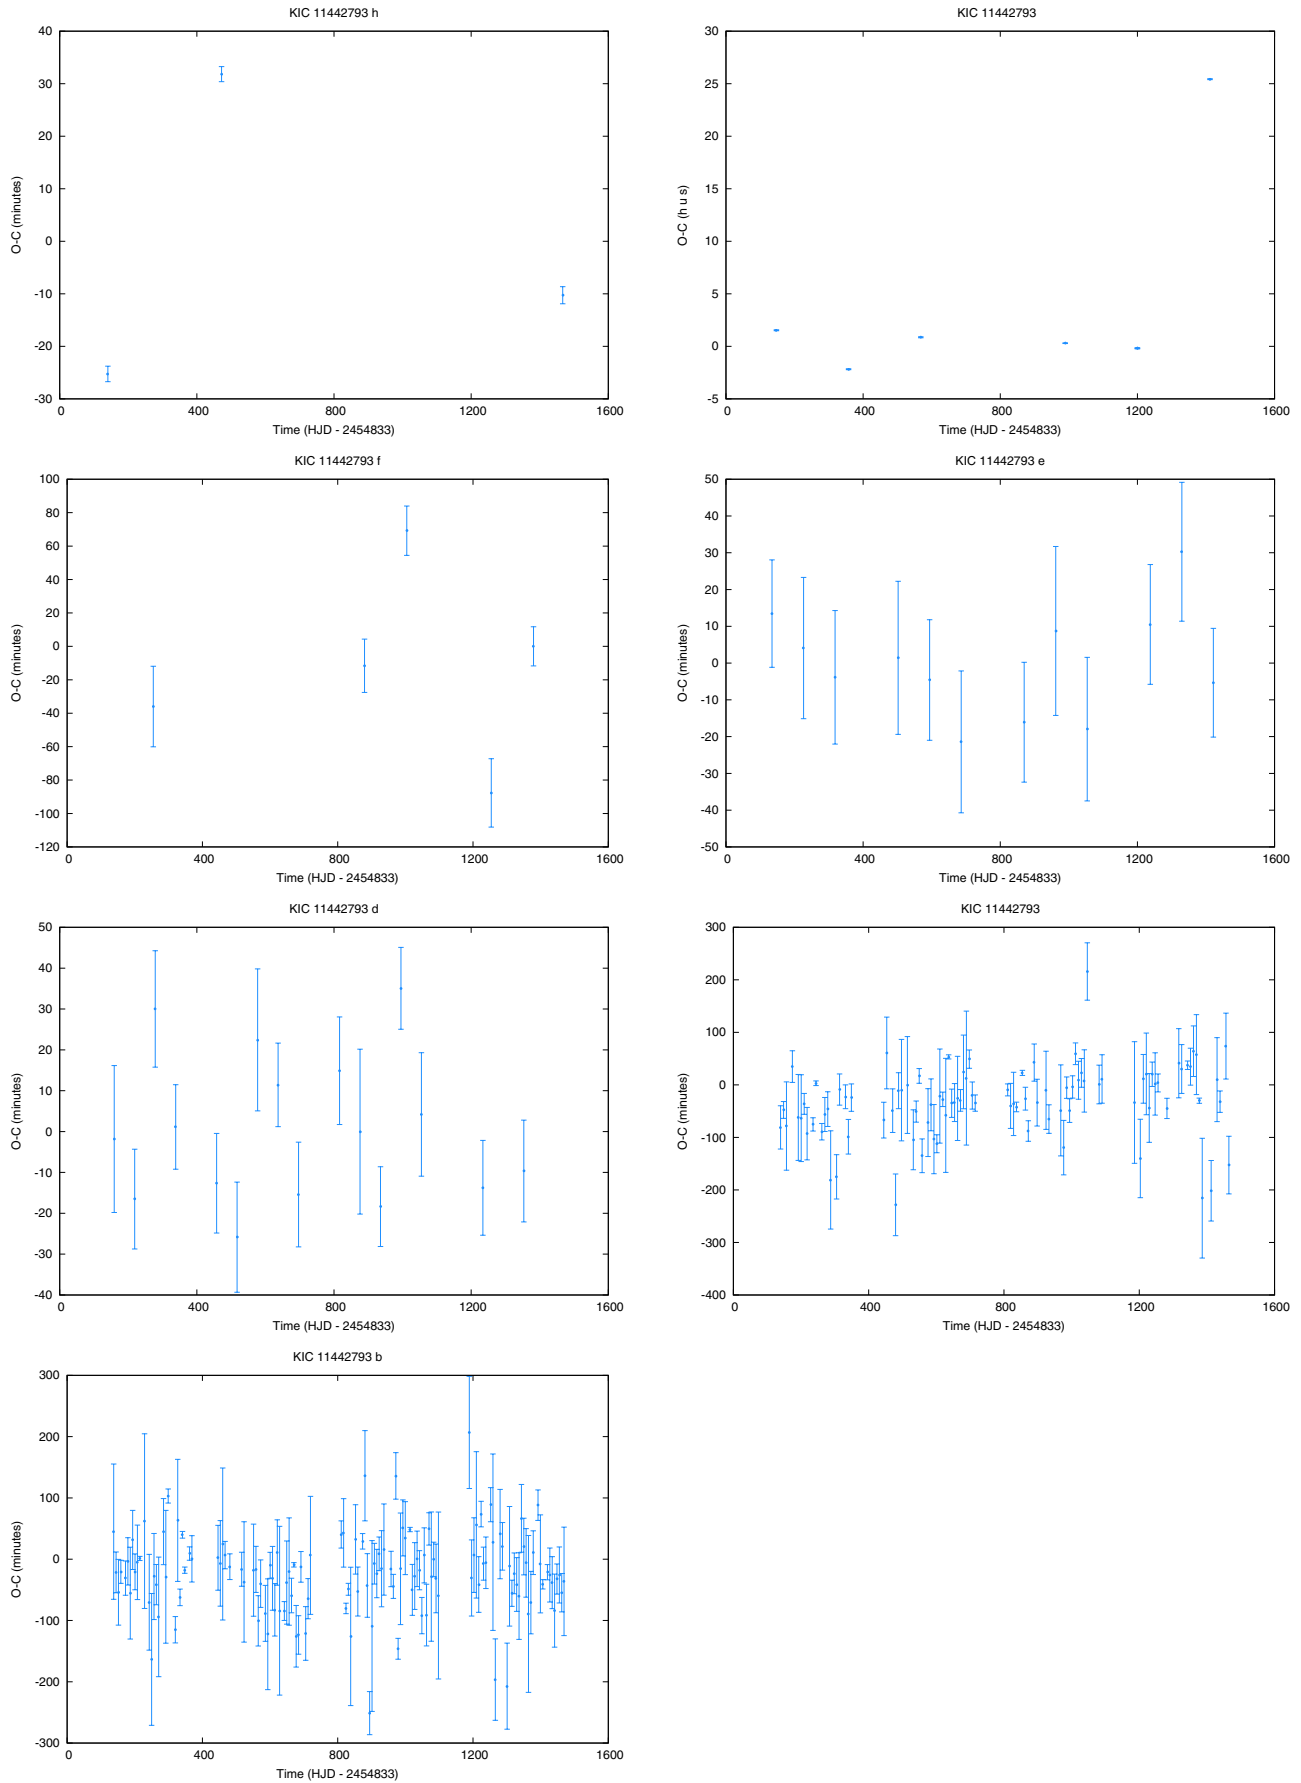 KIC 11442793 h
40
30
20
10
0
-10
-20
-30
O-C (minutes)
0 400 800 1200 1600
Time (HJD - 2454833)
KIC 11442793
30
25
20
15
10
5
0
-5
O-C (h u s)
0 400 800 1200 1600
Time (HJD - 2454833)
KIC 11442793 f
100
80
60
40
20
0
-20
-40
-60
-80
-100
-120
O-C (minutes)
0 400 800 1200 1600
Time (HJD - 2454833)
KIC 11442793 e
50
40
30
20
10
0
-10
-20
-30
-40
-50
O-C (minutes)
0 400 800 1200 1600
Time (HJD - 2454833)
KIC 11442793 d
50
40
30
20
10
0
-10
-20
-30
-40
O-C (minutes)
0 400 800 1200 1600
Time (HJD - 2454833)
KIC 11442793
300
200
100
0
-100
-200
-300
-400
O-C (minutes)
0 400 800 1200 1600
Time (HJD - 2454833)
KIC 11442793 b
300
200
100
0
-100
-200
-300
O-C (minutes)
0 400 800 1200 1600
Time (HJD - 2454833)